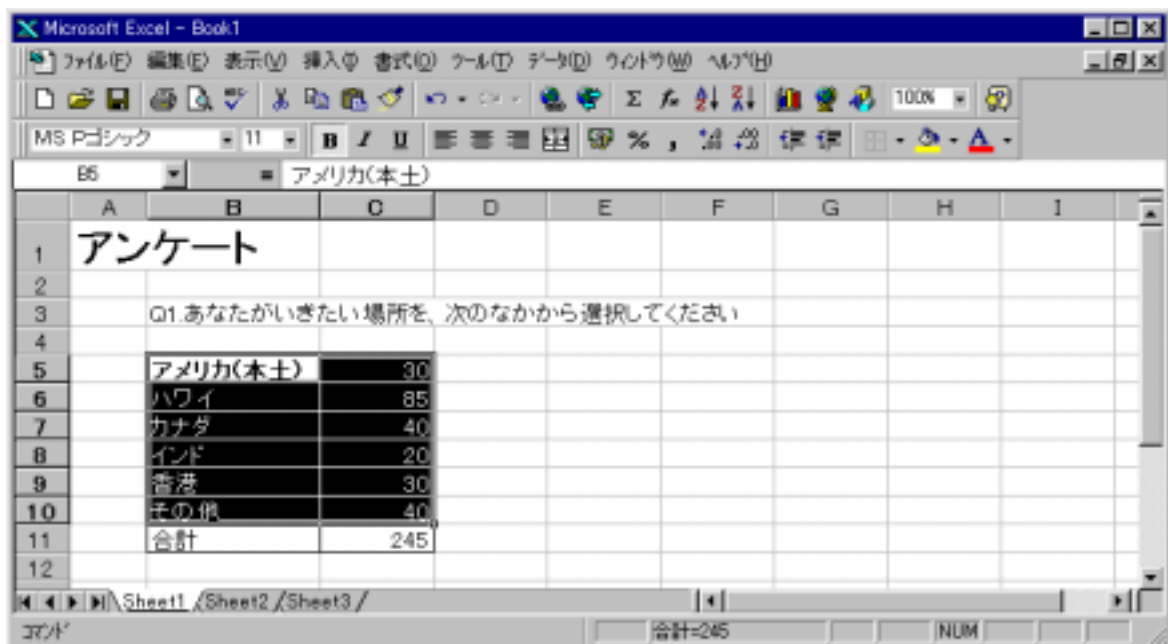 Microsoft Excel - Book1
ファイル(F) 編集(E) 表示(V) 挿入(I) 書式(O) ツール(T) データ(D) ウィンドウ(W) ヘルプ(H)
100%
MS Pゴシック 11 B I U % ,
B5 = アメリカ(本土)
A B C D E F G H I
1 アンケート
2
3 Q1.あなたがいきたい場所を、次のなかから選択してください
4
5 アメリカ(本土) 30
6 ハワイ 85
7 カナダ 40
8 インド 20
9 香港 30
10 その他 40
11 合計 245
12
Sheet1 Sheet2 Sheet3
コマンド 合計=245 NUM